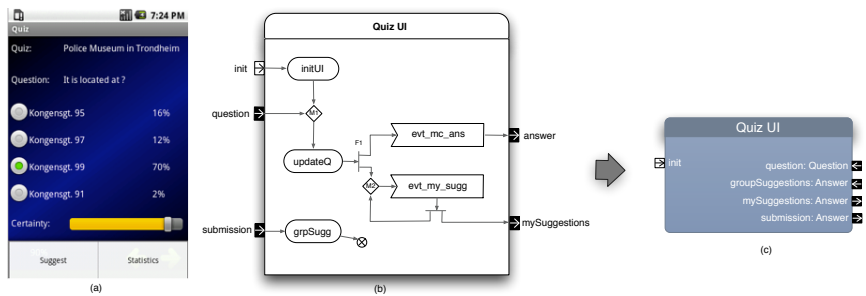 7:24 PM
Quiz
Quiz: Police Museum in Trondheim
Question: It is located at ?
Kongensgt. 95 16%
Kongensgt. 97 12%
Kongensgt. 99 70%
Kongensgt. 91 2%
Certainty:
Suggest Statistics
(a)
Quiz UI
init
initUI
question
M1
F1
evt_mc_ans
answer
updateQ
M2
evt_my_sugg
submission
grpSugg
mySuggestions
(b)
Quiz UI
init
question: Question
groupSuggestions: Answer
mySuggestions: Answer
submission: Answer
(c)